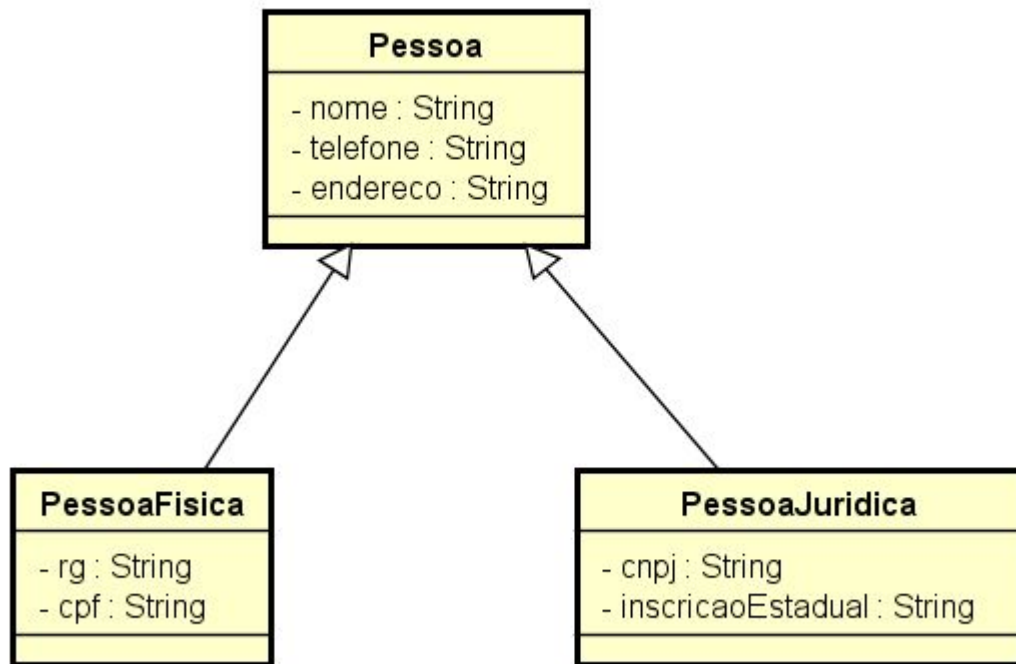 Pessoa
- nome : String
- telefone : String
- endereco : String
PessoaFisica
- rg : String
- cpf : String
PessoaJuridica
- cnpj : String
- inscricaoEstadual : String